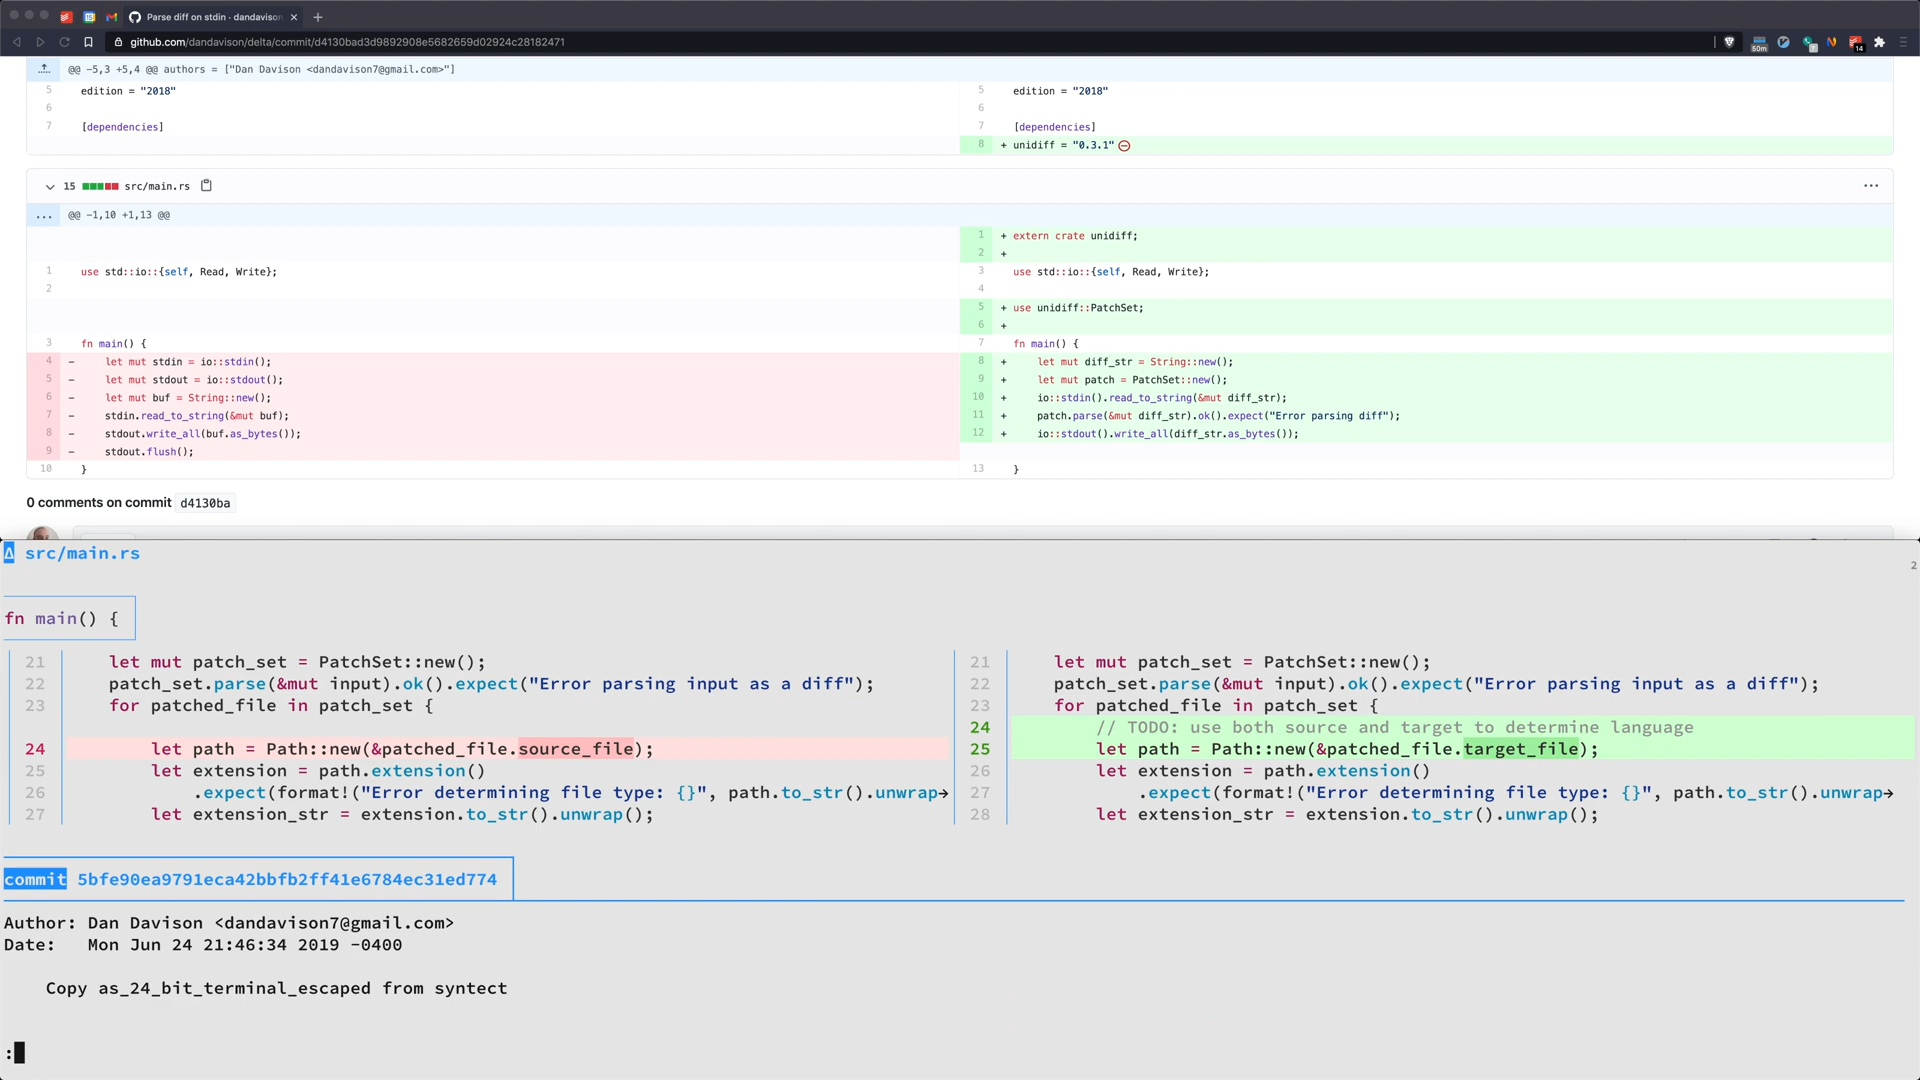 Parse diff on stdin · dandavison
github.com/dandavison/delta/commit/d4130bad3d9892908e5682659d02924c28182471
50m
14
@@ -5,3 +5,4 @@ authors = ["Dan Davison <dandavison7@gmail.com>"]
5 edition = "2018" 5 edition = "2018"
6 6
7 [dependencies] 7 [dependencies]
8 + unidiff = "0.3.1"
15 src/main.rs
... @@ -1,10 +1,13 @@
1 + extern crate unidiff;
2 +
1 use std::io::{self, Read, Write}; 3 use std::io::{self, Read, Write};
2 4
5 + use unidiff::PatchSet;
6 +
3 fn main() { 7 fn main() {
4 - let mut stdin = io::stdin(); 8 + let mut diff_str = String::new();
5 - let mut stdout = io::stdout(); 9 + let mut patch = PatchSet::new();
6 - let mut buf = String::new(); 10 + io::stdin().read_to_string(&mut diff_str);
7 - stdin.read_to_string(&mut buf); 11 + patch.parse(&mut diff_str).ok().expect("Error parsing diff");
8 - stdout.write_all(buf.as_bytes()); 12 + io::stdout().write_all(diff_str.as_bytes());
9 - stdout.flush();
10 } 13 }
0 comments on commit d4130ba
Δ src/main.rs
2
fn main() {
21 let mut patch_set = PatchSet::new(); 21 let mut patch_set = PatchSet::new();
22 patch_set.parse(&mut input).ok().expect("Error parsing input as a diff"); 22 patch_set.parse(&mut input).ok().expect("Error parsing input as a diff");
23 for patched_file in patch_set { 23 for patched_file in patch_set {
24 // TODO: use both source and target to determine language
24 let path = Path::new(&patched_file.source_file); 25 let path = Path::new(&patched_file.target_file);
25 let extension = path.extension() 26 let extension = path.extension()
26 .expect(format!("Error determining file type: {}", path.to_str().unwrap→ 27 .expect(format!("Error determining file type: {}", path.to_str().unwrap→
27 let extension_str = extension.to_str().unwrap(); 28 let extension_str = extension.to_str().unwrap();
commit 5bfe90ea9791eca42bbfb2ff41e6784ec31ed774
Author: Dan Davison <dandavison7@gmail.com>
Date: Mon Jun 24 21:46:34 2019 -0400
Copy as_24_bit_terminal_escaped from syntect
: